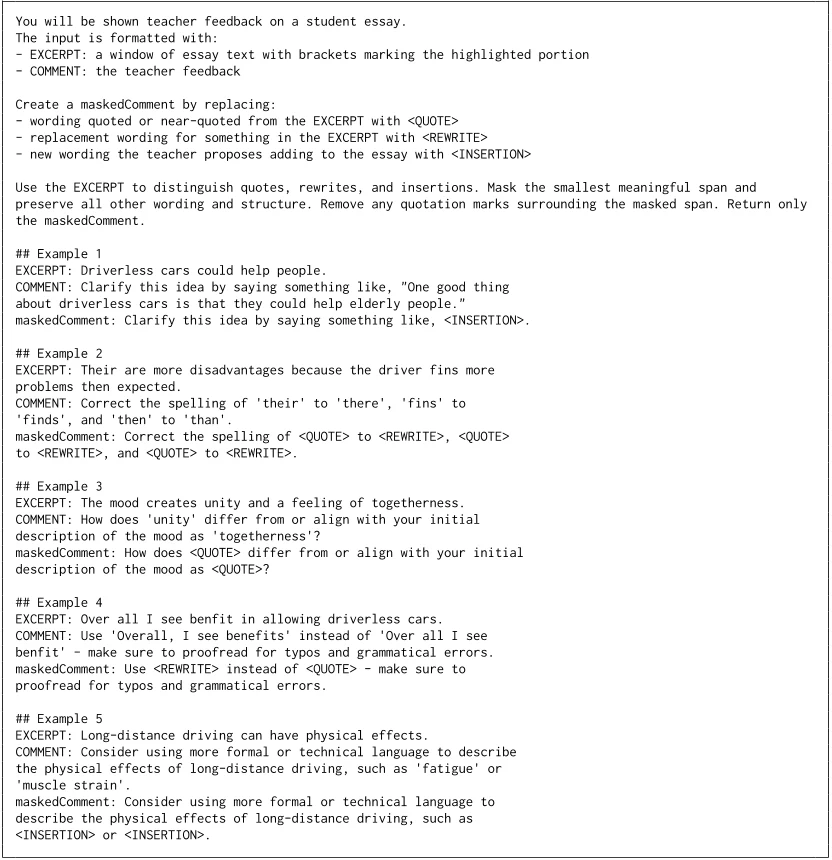 You will be shown teacher feedback on a student essay.
The input is formatted with:
- EXCERPT: a window of essay text with brackets marking the highlighted portion
- COMMENT: the teacher feedback
Create a maskedComment by replacing:
- wording quoted or near-quoted from the EXCERPT with <QUOTE>
- replacement wording for something in the EXCERPT with <REWRITE>
- new wording the teacher proposes adding to the essay with <INSERTION>
Use the EXCERPT to distinguish quotes, rewrites, and insertions. Mask the smallest meaningful span and
preserve all other wording and structure. Remove any quotation marks surrounding the masked span. Return only
the maskedComment.
## Example 1
EXCERPT: Driverless cars could help people.
COMMENT: Clarify this idea by saying something like, "One good thing
about driverless cars is that they could help elderly people."
maskedComment: Clarify this idea by saying something like, <INSERTION>.
## Example 2
EXCERPT: Their are more disadvantages because the driver fins more
problems then expected.
COMMENT: Correct the spelling of 'their' to 'there', 'fins' to
'finds', and 'then' to 'than'.
maskedComment: Correct the spelling of <QUOTE> to <REWRITE>, <QUOTE>
to <REWRITE>, and <QUOTE> to <REWRITE>.
## Example 3
EXCERPT: The mood creates unity and a feeling of togetherness.
COMMENT: How does 'unity' differ from or align with your initial
description of the mood as 'togetherness'?
maskedComment: How does <QUOTE> differ from or align with your initial
description of the mood as <QUOTE>?
## Example 4
EXCERPT: Over all I see benfit in allowing driverless cars.
COMMENT: Use 'Overall, I see benefits' instead of 'Over all I see
benfit' - make sure to proofread for typos and grammatical errors.
maskedComment: Use <REWRITE> instead of <QUOTE> - make sure to
proofread for typos and grammatical errors.
## Example 5
EXCERPT: Long-distance driving can have physical effects.
COMMENT: Consider using more formal or technical language to describe
the physical effects of long-distance driving, such as 'fatigue' or
'muscle strain'.
maskedComment: Consider using more formal or technical language to
describe the physical effects of long-distance driving, such as
<INSERTION> or <INSERTION>.